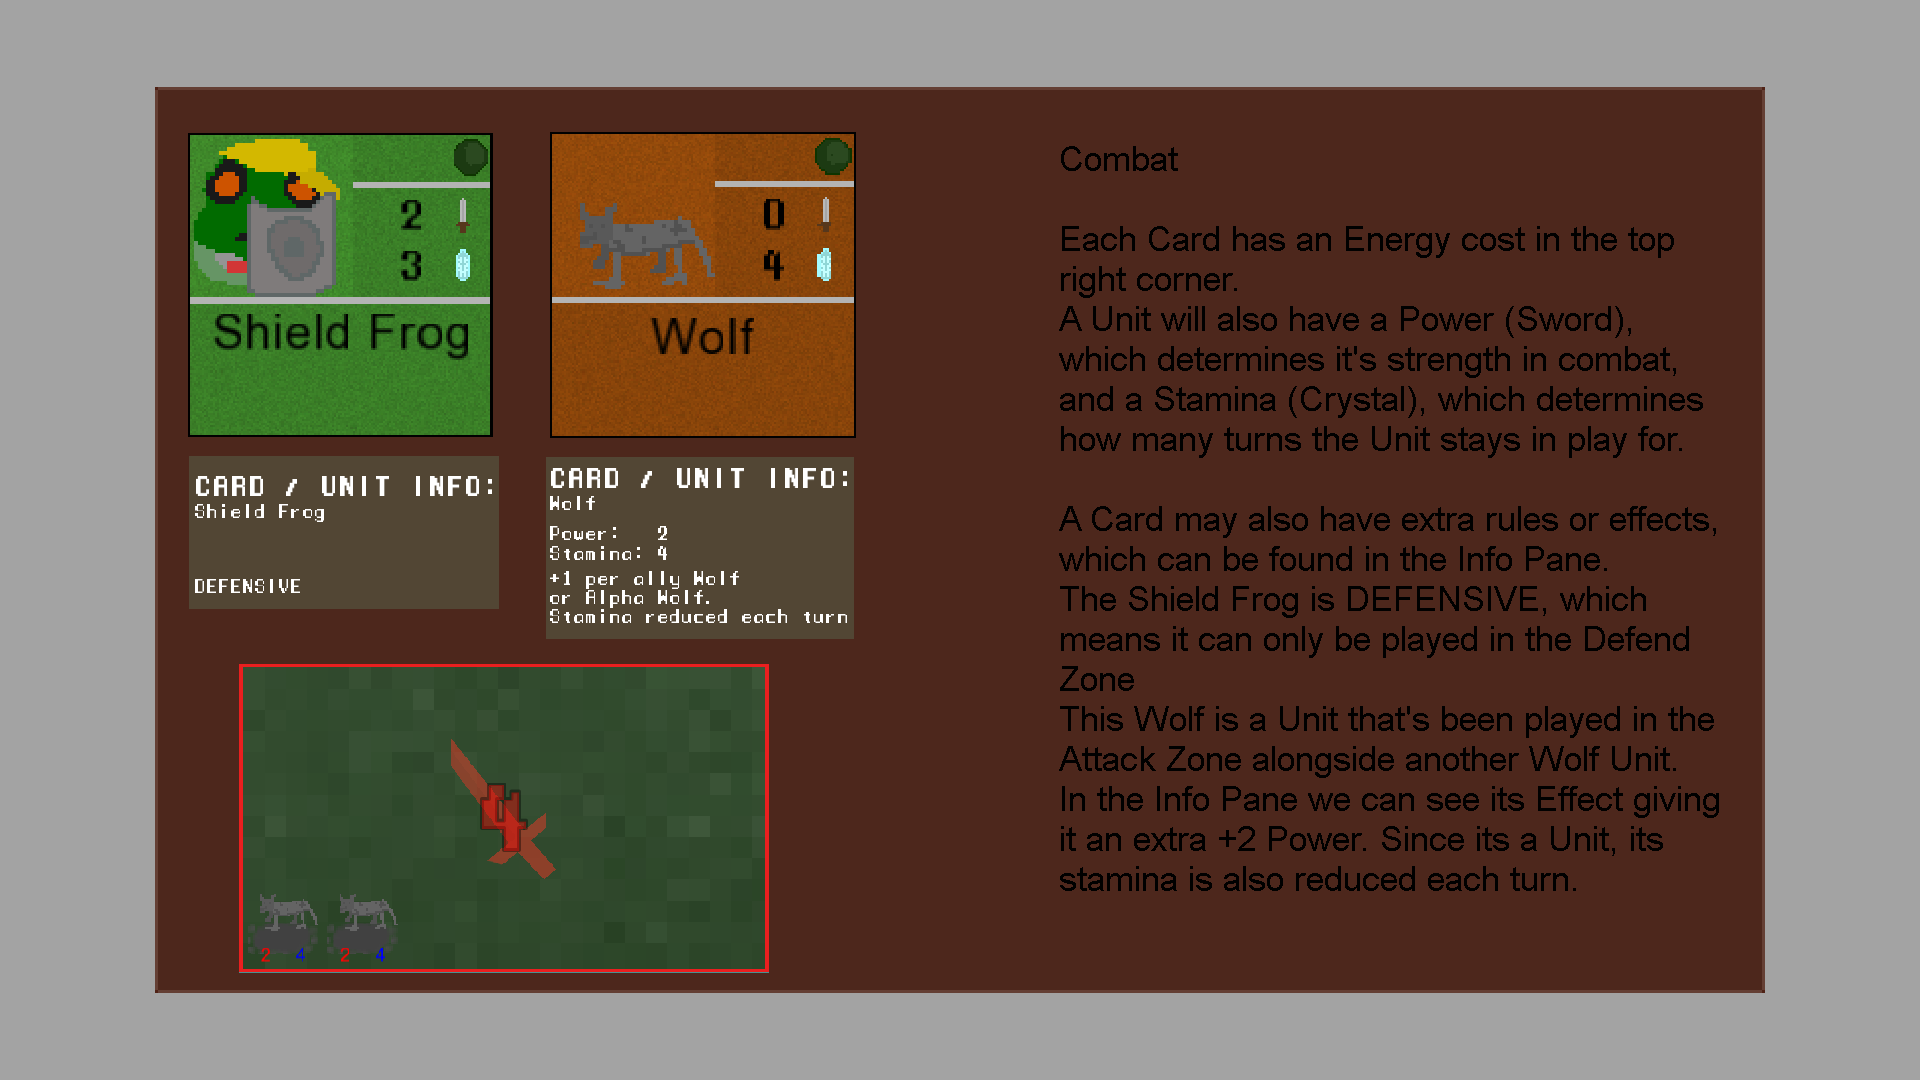 2
3
Shield Frog
0
4
Wolf
CARD / UNIT INFO:
Shield Frog
DEFENSIVE
CARD / UNIT INFO:
Wolf
Power: 2
Stamina: 4
+1 per ally Wolf
or Alpha Wolf.
Stamina reduced each turn
2 4 2 4
Combat
Each Card has an Energy cost in the top
right corner.
A Unit will also have a Power (Sword),
which determines it's strength in combat,
and a Stamina (Crystal), which determines
how many turns the Unit stays in play for.
A Card may also have extra rules or effects,
which can be found in the Info Pane.
The Shield Frog is DEFENSIVE, which
means it can only be played in the Defend
Zone
This Wolf is a Unit that's been played in the
Attack Zone alongside another Wolf Unit.
In the Info Pane we can see its Effect giving
it an extra +2 Power. Since its a Unit, its
stamina is also reduced each turn.